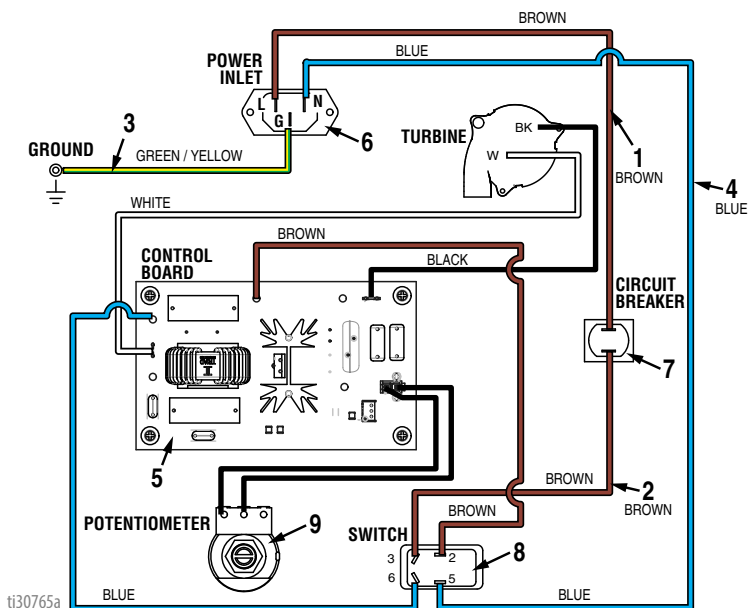 BROWN
BLUE
POWER
INLET
L
N
G
6
TURBINE
BK
W
3
GROUND
GREEN / YELLOW
1
BROWN
4
BLUE
WHITE
BROWN
CONTROL
BOARD
BLACK
CIRCUIT
BREAKER
7
5
BROWN
2
BROWN
POTENTIOMETER
9
SWITCH
BROWN
3
2
8
6
5
ti30765a
BLUE
BLUE